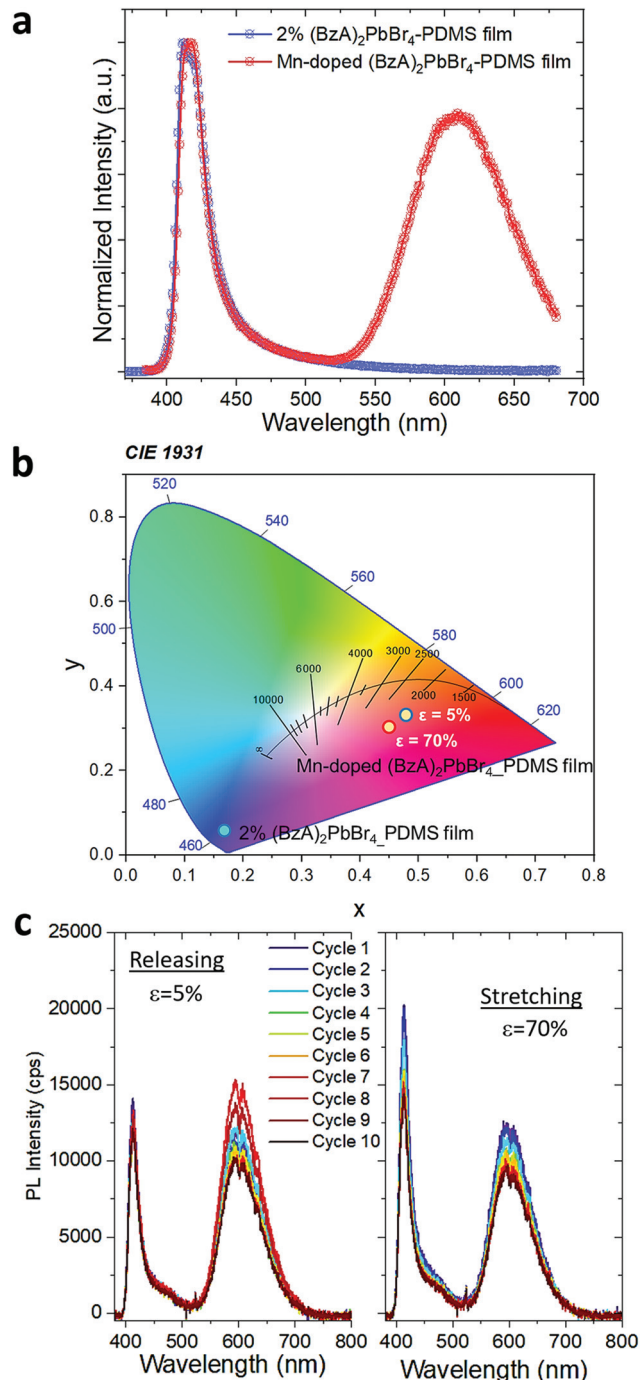 a
2% (BzA)₂PbBr₄-PDMS film
Mn-doped (BzA)₂PbBr₄-PDMS film
Normalized Intensity (a.u.)
400 450 500 550 600 650 700
Wavelength (nm)
b
CIE 1931
520
540
560
580
600
620
500
480
460
0.8
0.6
0.4
0.2
0.0
y
10000
6000
4000
3000
2500
2000
1500
∞
ε = 5%
ε = 70%
Mn-doped (BzA)₂PbBr₄_PDMS film
2% (BzA)₂PbBr₄_PDMS film
0.0 0.1 0.2 0.3 0.4 0.5 0.6 0.7 0.8
x
c
25000
20000
15000
10000
5000
0
PL Intensity (cps)
Releasing
ε=5%
Cycle 1
Cycle 2
Cycle 3
Cycle 4
Cycle 5
Cycle 6
Cycle 7
Cycle 8
Cycle 9
Cycle 10
Stretching
ε=70%
400 500 600 700 800
400 500 600 700 800
Wavelength (nm)
Wavelength (nm)